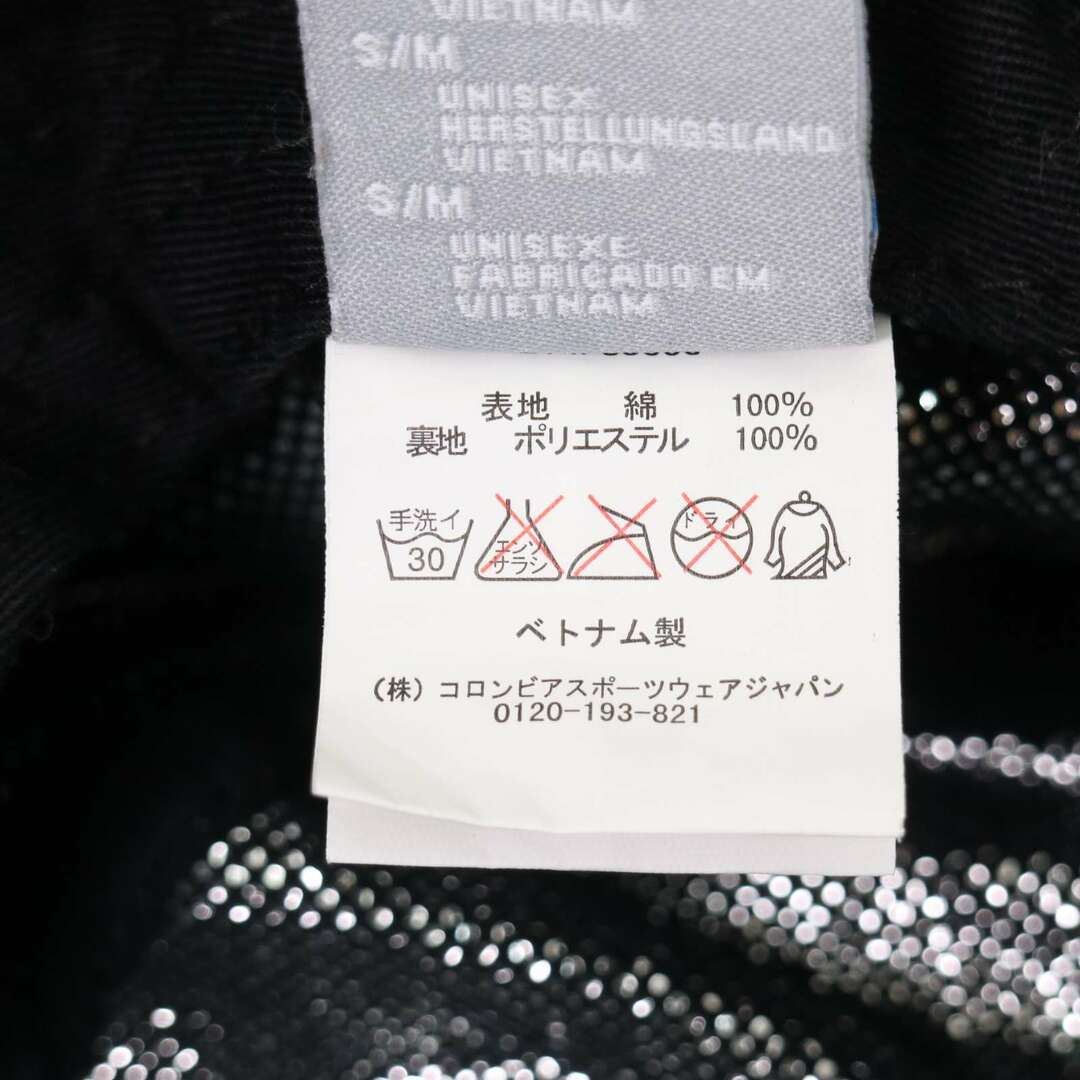 VIETNAM
S/M
UNISEX
HERSTELLUNGSLAND
VIETNAM
S/M
UNISEXE
FABRICADO EM
VIETNAM
表地 綿 100%
裏地 ポリエステル 100%
手洗イ 30 エンソサラシ ドライ
ベトナム製
(株) コロンビアスポーツウェアジャパン
0120-193-821